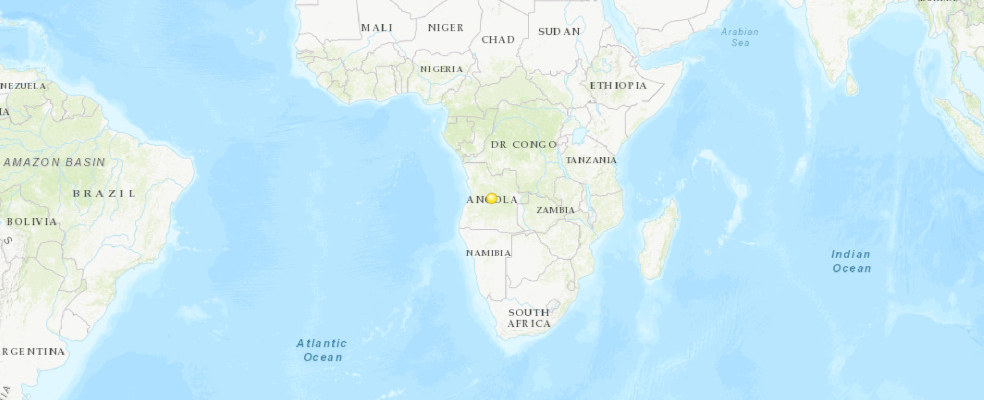 MALI
NIGER
CHAD
SUDAN
Arabian
Sea
NIGERIA
ETHIOPIA
NEZUELA
DR CONGO
AMAZON BASIN
TANZANIA
BRAZIL
ANGOLA
ZAMBIA
BOLIVIA
NAMIBIA
Indian
Ocean
SOUTH
AFRICA
Atlantic
Ocean
RGENTINA